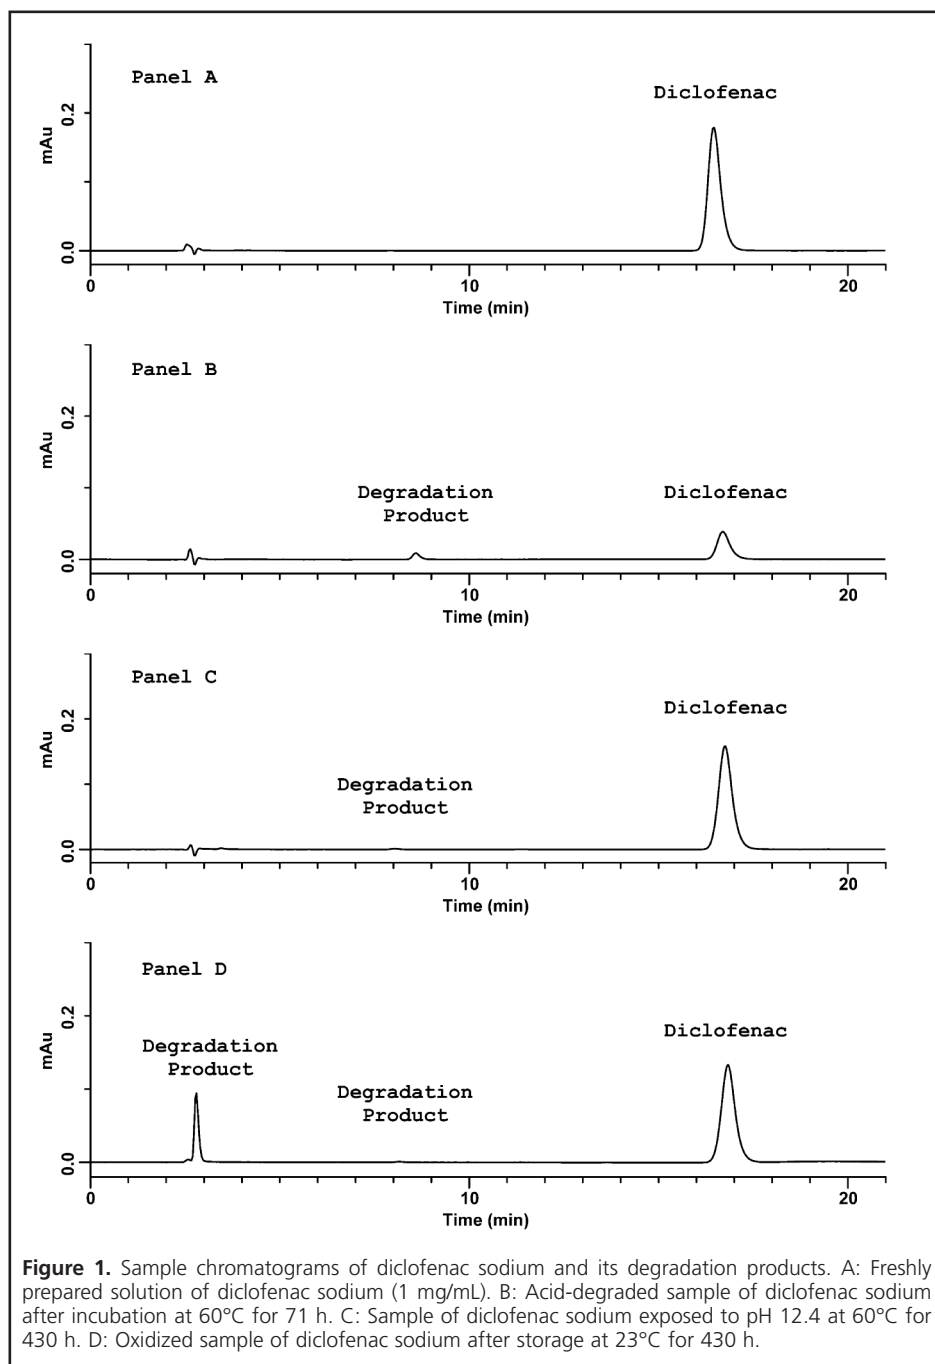 Panel A
Diclofenac
mAu
0.2
0.0
0 10 20
Time (min)
Panel B
Degradation
Product
Diclofenac
mAu
0.2
0.0
0 10 20
Time (min)
Panel C
Diclofenac
Degradation
Product
mAu
0.2
0.0
0 10 20
Time (min)
Panel D
Degradation
Product
Degradation
Product
Diclofenac
mAu
0.2
0.0
0 10 20
Time (min)
Figure 1. Sample chromatograms of diclofenac sodium and its degradation products. A: Freshly
prepared solution of diclofenac sodium (1 mg/mL). B: Acid-degraded sample of diclofenac sodium
after incubation at 60°C for 71 h. C: Sample of diclofenac sodium exposed to pH 12.4 at 60°C for
430 h. D: Oxidized sample of diclofenac sodium after storage at 23°C for 430 h.